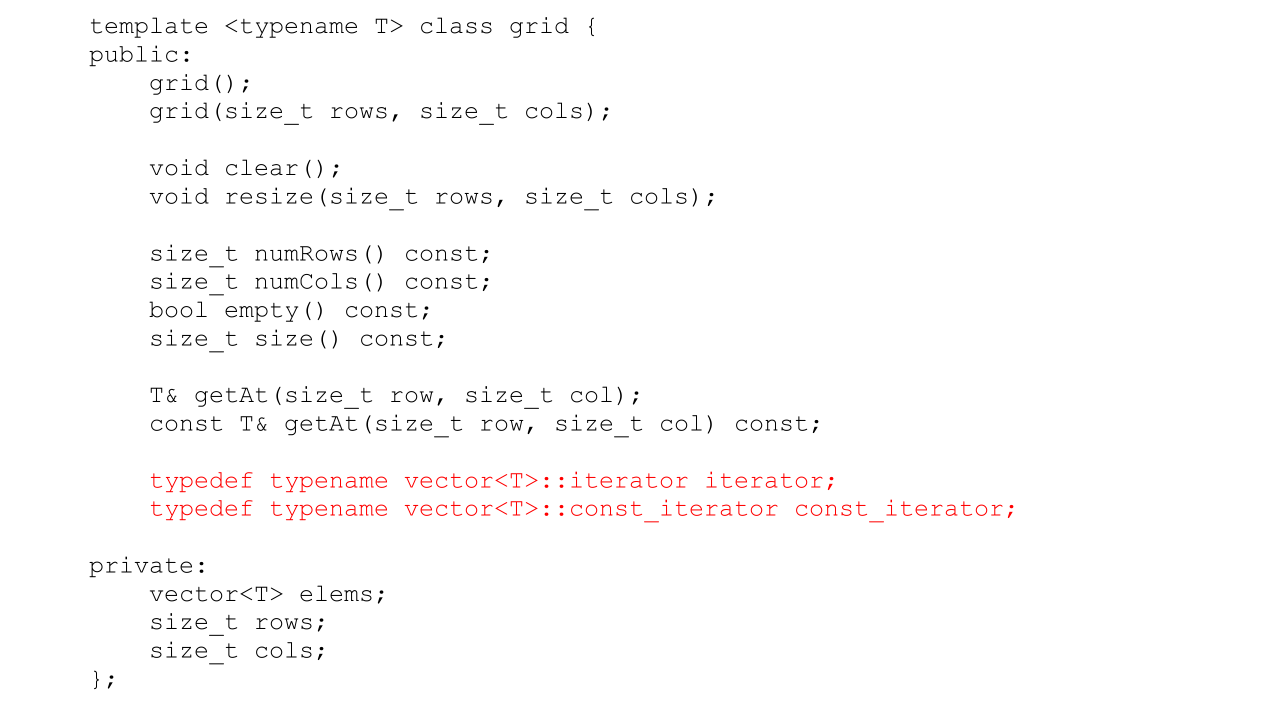 template <typename T> class grid {
public:
    grid();
    grid(size_t rows, size_t cols);

    void clear();
    void resize(size_t rows, size_t cols);

    size_t numRows() const;
    size_t numCols() const;
    bool empty() const;
    size_t size() const;

    T& getAt(size_t row, size_t col);
    const T& getAt(size_t row, size_t col) const;

    typedef typename vector<T>::iterator iterator;
    typedef typename vector<T>::const_iterator const_iterator;

private:
    vector<T> elems;
    size_t rows;
    size_t cols;
};